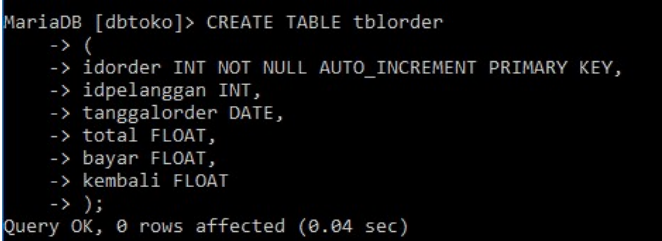 MariaDB [dbtoko]> CREATE TABLE tblorder
    -> (
    -> idorder INT NOT NULL AUTO_INCREMENT PRIMARY KEY,
    -> idpelanggan INT,
    -> tanggalorder DATE,
    -> total FLOAT,
    -> bayar FLOAT,
    -> kembali FLOAT
    -> );
Query OK, 0 rows affected (0.04 sec)